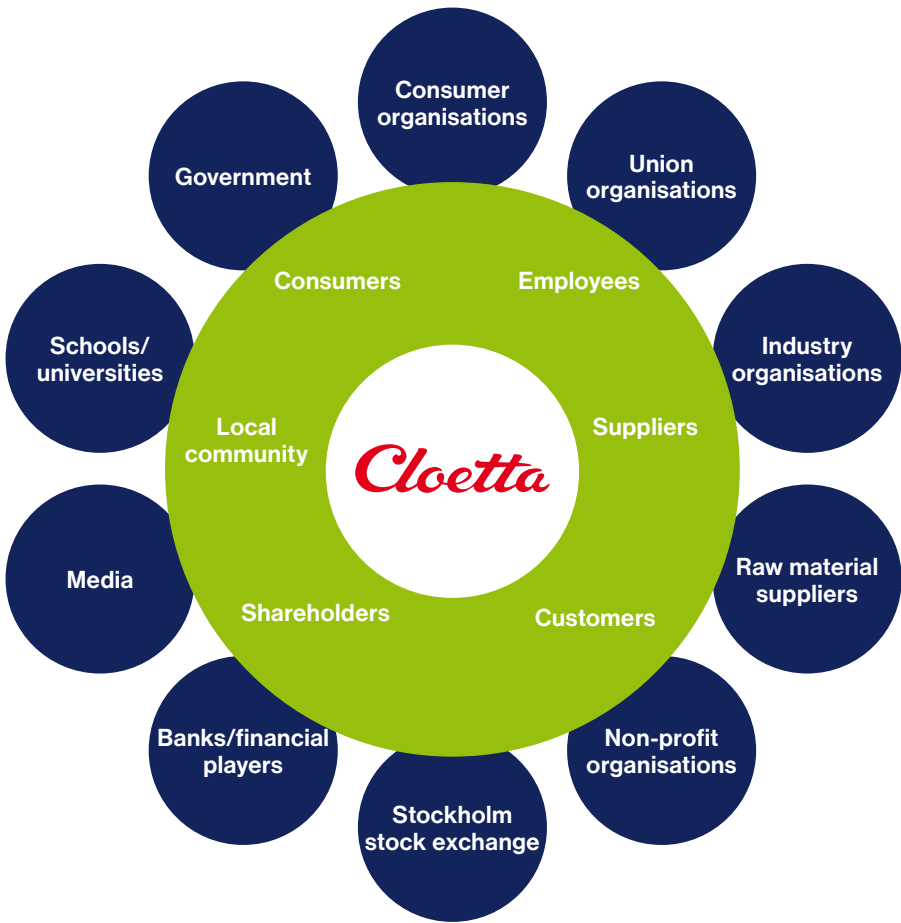 Consumer
organisations
Government
Union
organisations
Consumers
Employees
Schools/
universities
Industry
organisations
Local
community
Suppliers
Cloetta
Media
Raw material
suppliers
Shareholders
Customers
Banks/financial
players
Non-profit
organisations
Stockholm
stock exchange